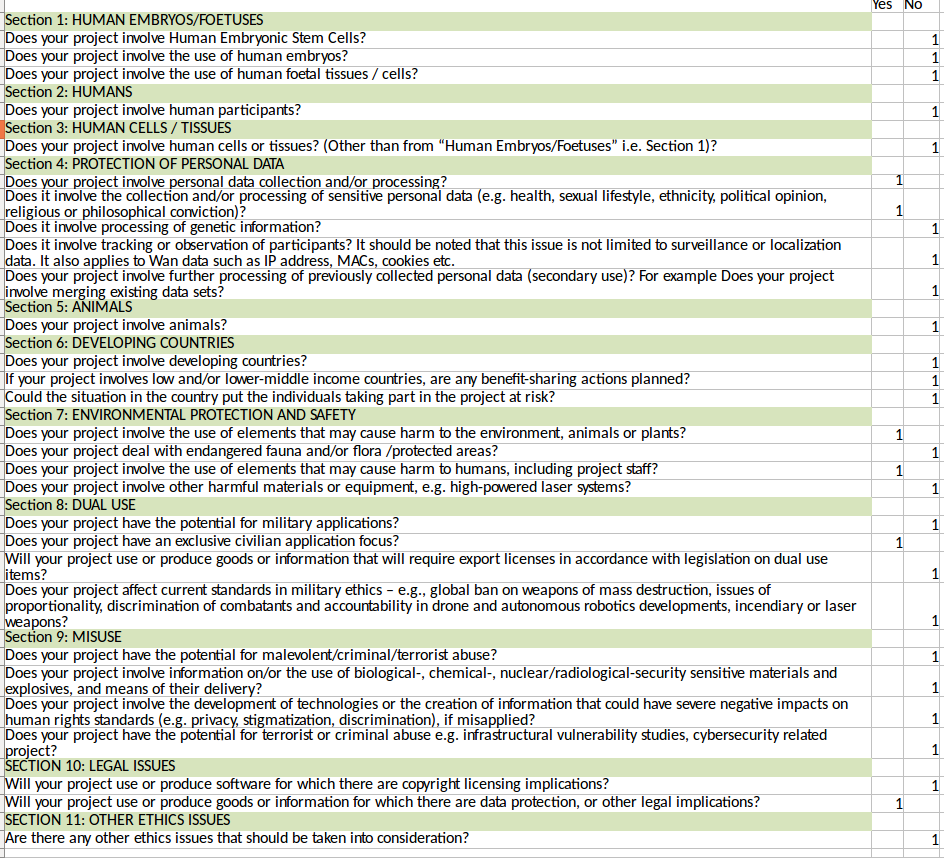 Yes No
Section 1: HUMAN EMBRYOS/FOETUSES
Does your project involve Human Embryonic Stem Cells? 1
Does your project involve the use of human embryos? 1
Does your project involve the use of human foetal tissues / cells? 1
Section 2: HUMANS
Does your project involve human participants? 1
Section 3: HUMAN CELLS / TISSUES
Does your project involve human cells or tissues? (Other than from “Human Embryos/Foetuses” i.e. Section 1)? 1
Section 4: PROTECTION OF PERSONAL DATA
Does your project involve personal data collection and/or processing? 1
Does it involve the collection and/or processing of sensitive personal data (e.g. health, sexual lifestyle, ethnicity, political opinion,
religious or philosophical conviction)? 1
Does it involve processing of genetic information? 1
Does it involve tracking or observation of participants? It should be noted that this issue is not limited to surveillance or localization
data. It also applies to Wan data such as IP address, MACs, cookies etc. 1
Does your project involve further processing of previously collected personal data (secondary use)? For example Does your project
involve merging existing data sets? 1
Section 5: ANIMALS
Does your project involve animals? 1
Section 6: DEVELOPING COUNTRIES
Does your project involve developing countries? 1
If your project involves low and/or lower-middle income countries, are any benefit-sharing actions planned? 1
Could the situation in the country put the individuals taking part in the project at risk? 1
Section 7: ENVIRONMENTAL PROTECTION AND SAFETY
Does your project involve the use of elements that may cause harm to the environment, animals or plants? 1
Does your project deal with endangered fauna and/or flora /protected areas? 1
Does your project involve the use of elements that may cause harm to humans, including project staff? 1
Does your project involve other harmful materials or equipment, e.g. high-powered laser systems? 1
Section 8: DUAL USE
Does your project have the potential for military applications? 1
Does your project have an exclusive civilian application focus? 1
Will your project use or produce goods or information that will require export licenses in accordance with legislation on dual use
items? 1
Does your project affect current standards in military ethics – e.g., global ban on weapons of mass destruction, issues of
proportionality, discrimination of combatants and accountability in drone and autonomous robotics developments, incendiary or laser
weapons? 1
Section 9: MISUSE
Does your project have the potential for malevolent/criminal/terrorist abuse? 1
Does your project involve information on/or the use of biological-, chemical-, nuclear/radiological-security sensitive materials and
explosives, and means of their delivery? 1
Does your project involve the development of technologies or the creation of information that could have severe negative impacts on
human rights standards (e.g. privacy, stigmatization, discrimination), if misapplied? 1
Does your project have the potential for terrorist or criminal abuse e.g. infrastructural vulnerability studies, cybersecurity related
project? 1
SECTION 10: LEGAL ISSUES
Will your project use or produce software for which there are copyright licensing implications? 1
Will your project use or produce goods or information for which there are data protection, or other legal implications? 1
SECTION 11: OTHER ETHICS ISSUES
Are there any other ethics issues that should be taken into consideration? 1